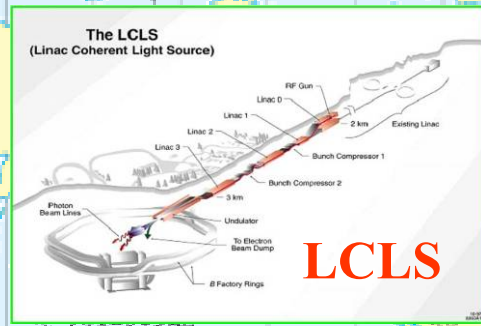 The LCLS
(Linac Coherent Light Source)
RF Gun
Linac 0
Linac 1
2 km
Existing Linac
Linac 2
Bunch Compressor 1
Linac 3
Bunch Compressor 2
3 km
Photon
Beam Lines
Undulator
To Electron
Beam Dump
LCLS
B Factory Rings